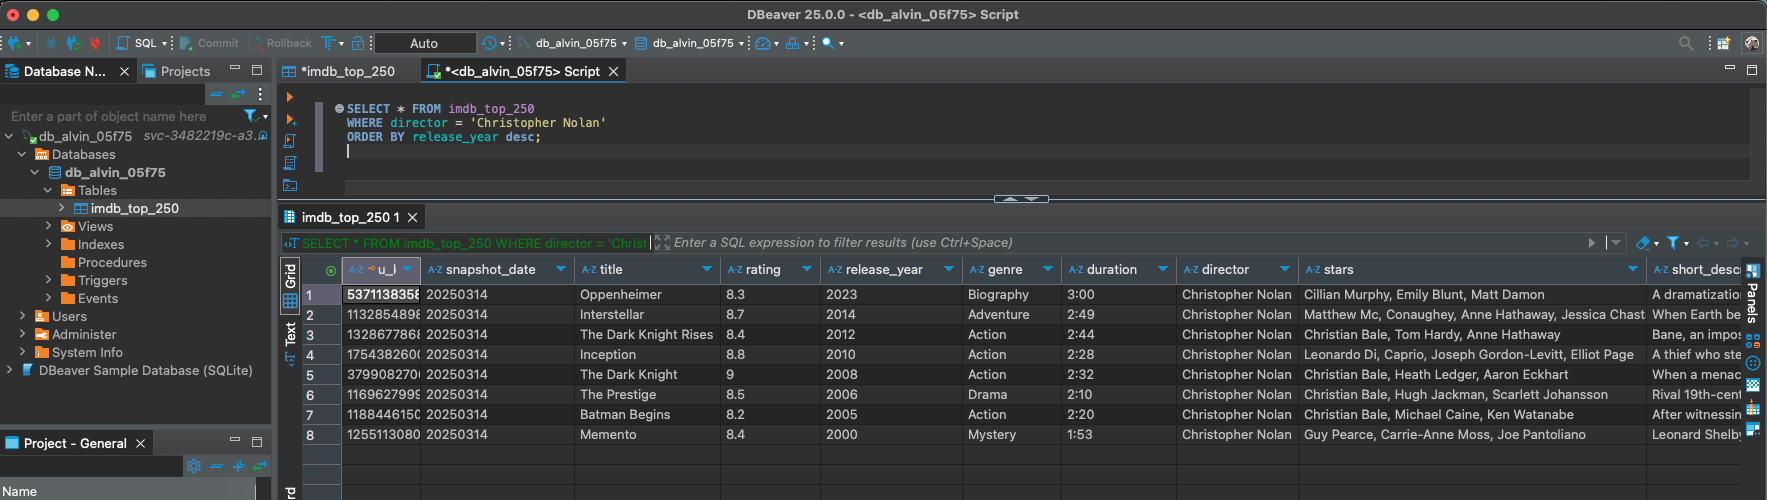 DBeaver 25.0.0 - <db_alvin_05f75> Script
SQL Commit Rollback Auto db_alvin_05f75 db_alvin_05f75
Database N... Projects
Enter a part of object name here
db_alvin_05f75 svc-3482219c-a3...
Databases
db_alvin_05f75
Tables
imdb_top_250
Views
Indexes
Procedures
Triggers
Events
Users
Administer
System Info
DBeaver Sample Database (SQLite)
Project - General
Name
*imdb_top_250 *<db_alvin_05f75> Script
SELECT * FROM imdb_top_250
WHERE director = 'Christopher Nolan'
ORDER BY release_year desc;
imdb_top_250 1
SELECT * FROM imdb_top_250 WHERE director = 'Christ Enter a SQL expression to filter results (use Ctrl+Space)
Grid
Text
A-Z u_k A-Z snapshot_date A-Z title A-Z rating A-Z release_year A-Z genre A-Z duration A-Z director A-Z stars A-Z short_desc
1 5371138358 20250314 Oppenheimer 8.3 2023 Biography 3:00 Christopher Nolan Cillian Murphy, Emily Blunt, Matt Damon A dramatizatio
2 1132854898 20250314 Interstellar 8.7 2014 Adventure 2:49 Christopher Nolan Matthew Mc, Conaughey, Anne Hathaway, Jessica Chast When Earth be
3 1328677868 20250314 The Dark Knight Rises 8.4 2012 Action 2:44 Christopher Nolan Christian Bale, Tom Hardy, Anne Hathaway Bane, an impos
4 1754382600 20250314 Inception 8.8 2010 Action 2:28 Christopher Nolan Leonardo Di, Caprio, Joseph Gordon-Levitt, Elliot Page A thief who ste
5 3799082700 20250314 The Dark Knight 9 2008 Action 2:32 Christopher Nolan Christian Bale, Heath Ledger, Aaron Eckhart When a menac
6 1169627999 20250314 The Prestige 8.5 2006 Drama 2:10 Christopher Nolan Christian Bale, Hugh Jackman, Scarlett Johansson Rival 19th-cent
7 1188446150 20250314 Batman Begins 8.2 2005 Action 2:20 Christopher Nolan Christian Bale, Michael Caine, Ken Watanabe After witnessin
8 1255113080 20250314 Memento 8.4 2000 Mystery 1:53 Christopher Nolan Guy Pearce, Carrie-Anne Moss, Joe Pantoliano Leonard Shelby
Panels